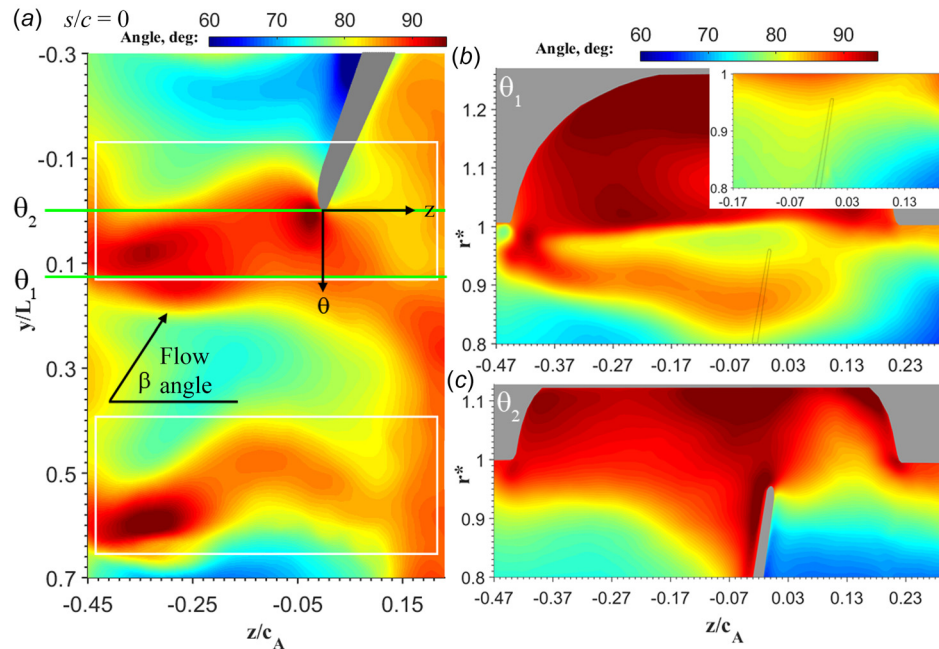 (a) s/c = 0
Angle, deg: 60 70 80 90
-0.3
-0.1
0.1
0.3
0.5
0.7
y/L₁
θ₂
θ₁
z
θ
Flow
angle
β
-0.45 -0.25 -0.05 0.15
z/c_A
(b)
Angle, deg: 60 70 80 90
θ₁
1.2
1.1
1
0.9
0.8
r*
1
0.9
0.8
-0.17 -0.07 0.03 0.13
-0.47 -0.37 -0.27 -0.17 -0.07 0.03 0.13 0.23
(c)
θ₂
1.1
1
0.9
0.8
r*
-0.47 -0.37 -0.27 -0.17 -0.07 0.03 0.13 0.23
z/c_A